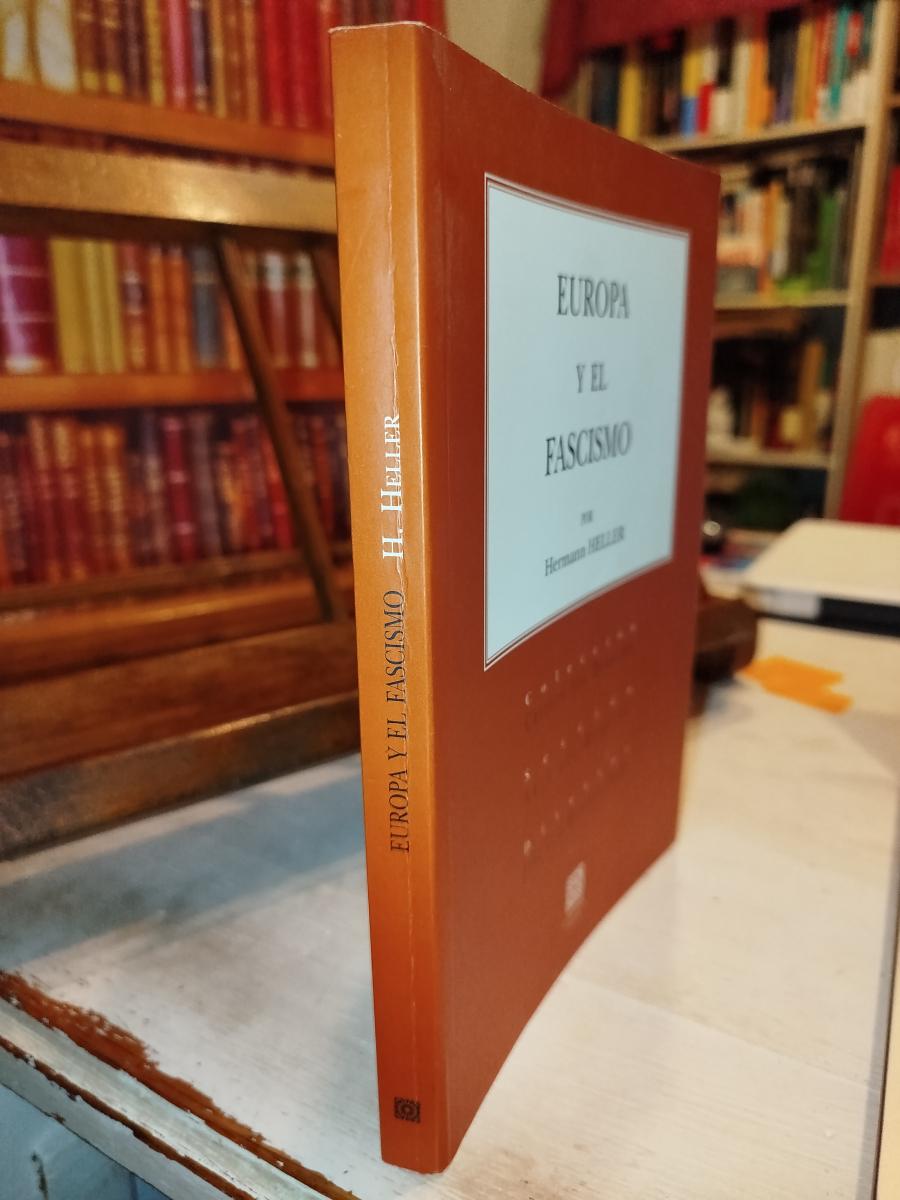 EUROPA
Y EL
FASCISMO
POR
Hermann HELLER
EUROPA Y EL FASCISMO H. HELLER